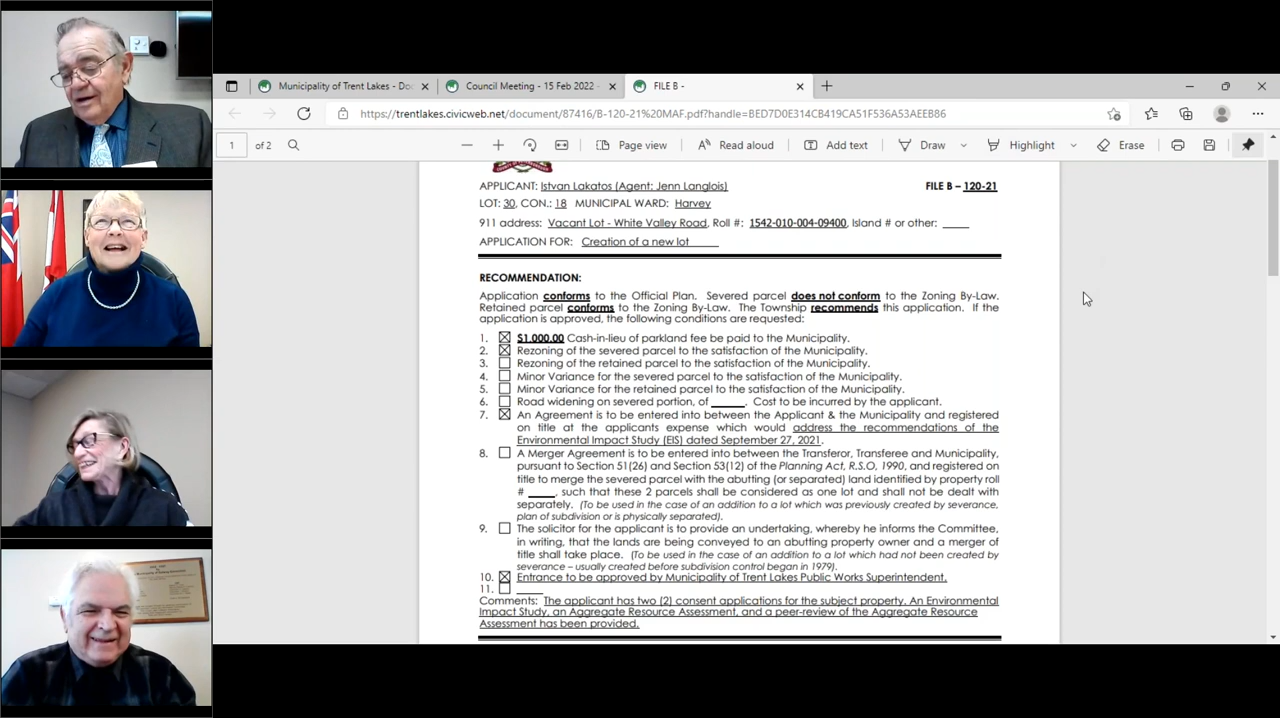 Municipality of Trent Lakes - Doc
Council Meeting - 15 Feb 2022 -
FILE B -
https://trentlakes.civicweb.net/document/87416/B-120-21%20MAF.pdf?handle=BED7D0E314CB419CA51F536A53AEEB86
1 of 2
Page view
Read aloud
Add text
Draw
Highlight
Erase
APPLICANT: Istvan Lakatos (Agent: Jenn Langlois) FILE B – 120-21
LOT: 30, CON.: 18 MUNICIPAL WARD: Harvey
911 address: Vacant Lot - White Valley Road, Roll #: 1542-010-004-09400, Island # or other: ____
APPLICATION FOR: Creation of a new lot
RECOMMENDATION:
Application conforms to the Official Plan. Severed parcel does not conform to the Zoning By-Law.
Retained parcel conforms to the Zoning By-Law. The Township recommends this application. If the
application is approved, the following conditions are requested:
1. ☒ $1,000.00 Cash-in-lieu of parkland fee be paid to the Municipality.
2. ☒ Rezoning of the severed parcel to the satisfaction of the Municipality.
3. ☐ Rezoning of the retained parcel to the satisfaction of the Municipality.
4. ☐ Minor Variance for the severed parcel to the satisfaction of the Municipality.
5. ☐ Minor Variance for the retained parcel to the satisfaction of the Municipality.
6. ☐ Road widening on severed portion, of _____. Cost to be incurred by the applicant.
7. ☒ An Agreement is to be entered into between the Applicant & the Municipality and registered
on title at the applicants expense which would address the recommendations of the
Environmental Impact Study (EIS) dated September 27, 2021.
8. ☐ A Merger Agreement is to be entered into between the Transferor, Transferee and Municipality,
pursuant to Section 51(26) and Section 53(12) of the Planning Act, R.S.O, 1990, and registered on
title to merge the severed parcel with the abutting (or separated) land identified by property roll
# ____, such that these 2 parcels shall be considered as one lot and shall not be dealt with
separately. (To be used in the case of an addition to a lot which was previously created by severance,
plan of subdivision or is physically separated).
9. ☐ The solicitor for the applicant is to provide an undertaking, whereby he informs the Committee,
in writing, that the lands are being conveyed to an abutting property owner and a merger of
title shall take place. (To be used in the case of an addition to a lot which had not been created by
severance – usually created before subdivision control began in 1979).
10. ☒ Entrance to be approved by Municipality of Trent Lakes Public Works Superintendent.
11. ☐ ____
Comments: The applicant has two (2) consent applications for the subject property. An Environmental
Impact Study, an Aggregate Resource Assessment, and a peer-review of the Aggregate Resource
Assessment has been provided.